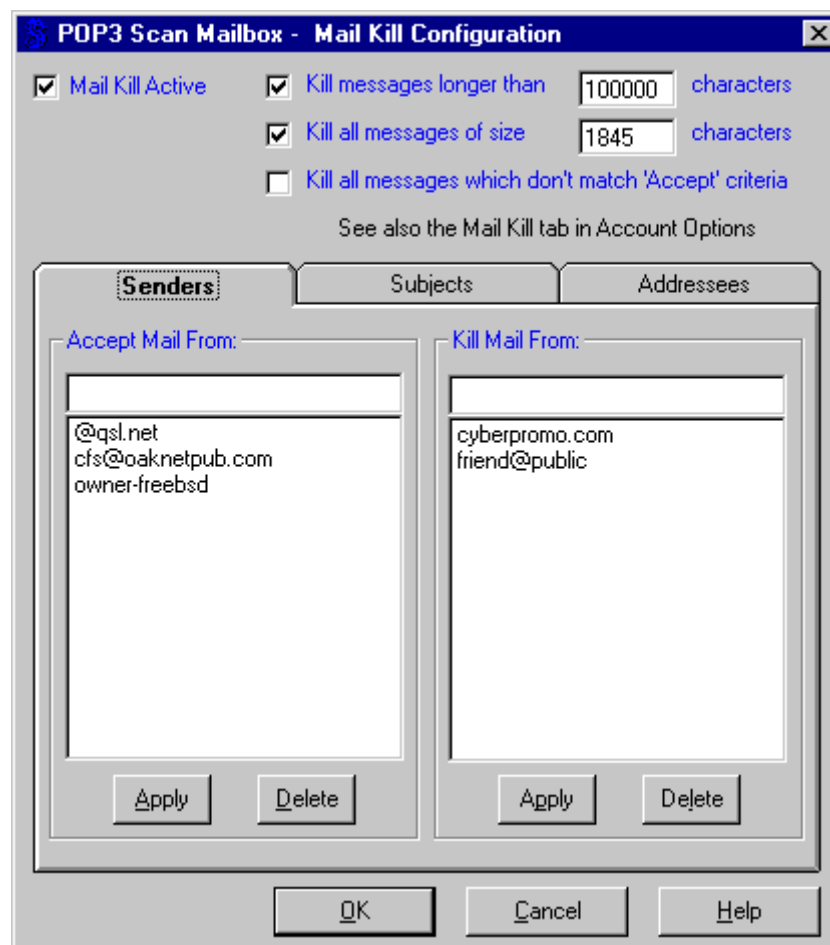 POP3 Scan Mailbox - Mail Kill Configuration
Mail Kill Active
Kill messages longer than 100000 characters
Kill all messages of size 1845 characters
Kill all messages which don't match 'Accept' criteria
See also the Mail Kill tab in Account Options
Senders Subjects Addressees
Accept Mail From:
@qsl.net
cfs@oaknetpub.com
owner-freebsd
Apply Delete
Kill Mail From:
cyberpromo.com
friend@public
Apply Delete
OK Cancel Help